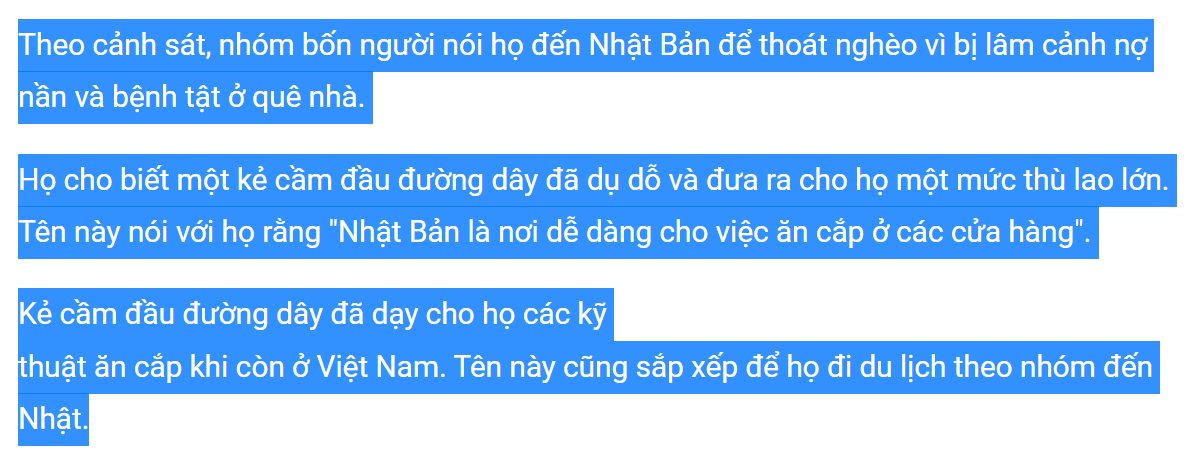 Theo cảnh sát, nhóm bốn người nói họ đến Nhật Bản để thoát nghèo vì bị lâm cảnh nợ
nần và bệnh tật ở quê nhà.
Họ cho biết một kẻ cầm đầu đường dây đã dụ dỗ và đưa ra cho họ một mức thù lao lớn.
Tên này nói với họ rằng "Nhật Bản là nơi dễ dàng cho việc ăn cắp ở các cửa hàng".
Kẻ cầm đầu đường dây đã dạy cho họ các kỹ
thuật ăn cắp khi còn ở Việt Nam. Tên này cũng sắp xếp để họ đi du lịch theo nhóm đến
Nhật.